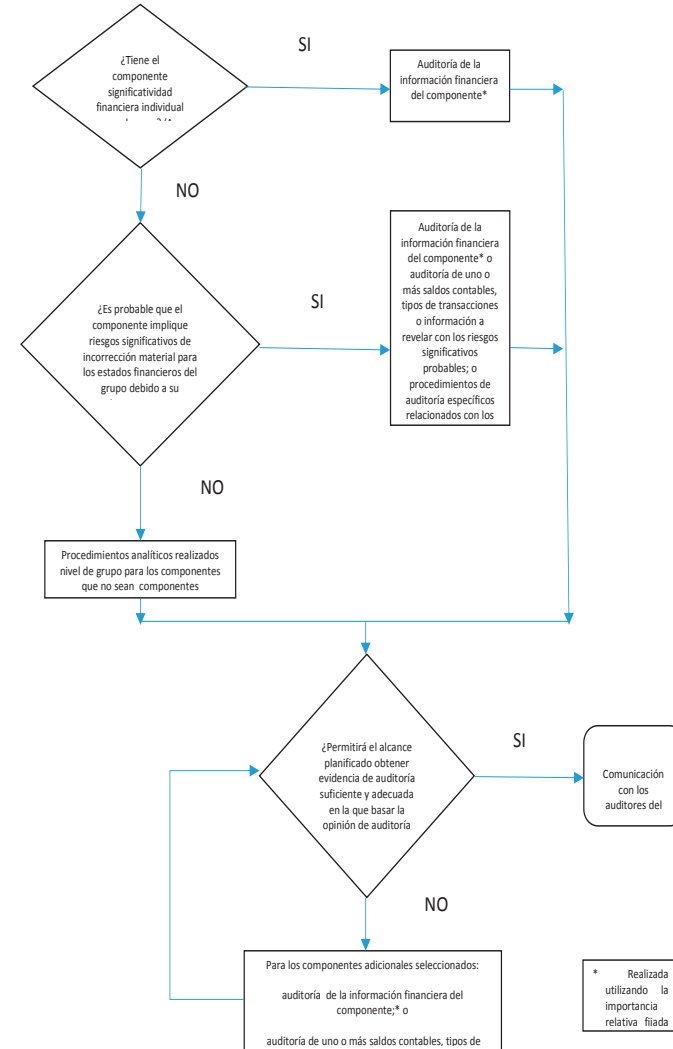 ¿Tiene el
componente
significatividad
financiera individual
SI
Auditoría de la
información financiera
del componente*
NO
¿Es probable que el
componente implique
riesgos significativos de
incorrección material para
los estados financieros del
grupo debido a su
SI
Auditoría de la
información financiera
del componente* o
auditoría de uno o
más saldos contables,
tipos de transacciones
o información a
revelar con los riesgos
significativos
probables; o
procedimientos de
auditoría específicos
relacionados con los
NO
Procedimientos analíticos realizados
nivel de grupo para los componentes
que no sean componentes
¿Permitirá el alcance
planificado obtener
evidencia de auditoría
suficiente y adecuada
en la que basar la
opinión de auditoría
SI
Comunicación
con los
auditores del
NO
Para los componentes adicionales seleccionados:
auditoría de la información financiera del
componente;* o
auditoría de uno o más saldos contables, tipos de
* Realizada
utilizando la
importancia
relativa fijada